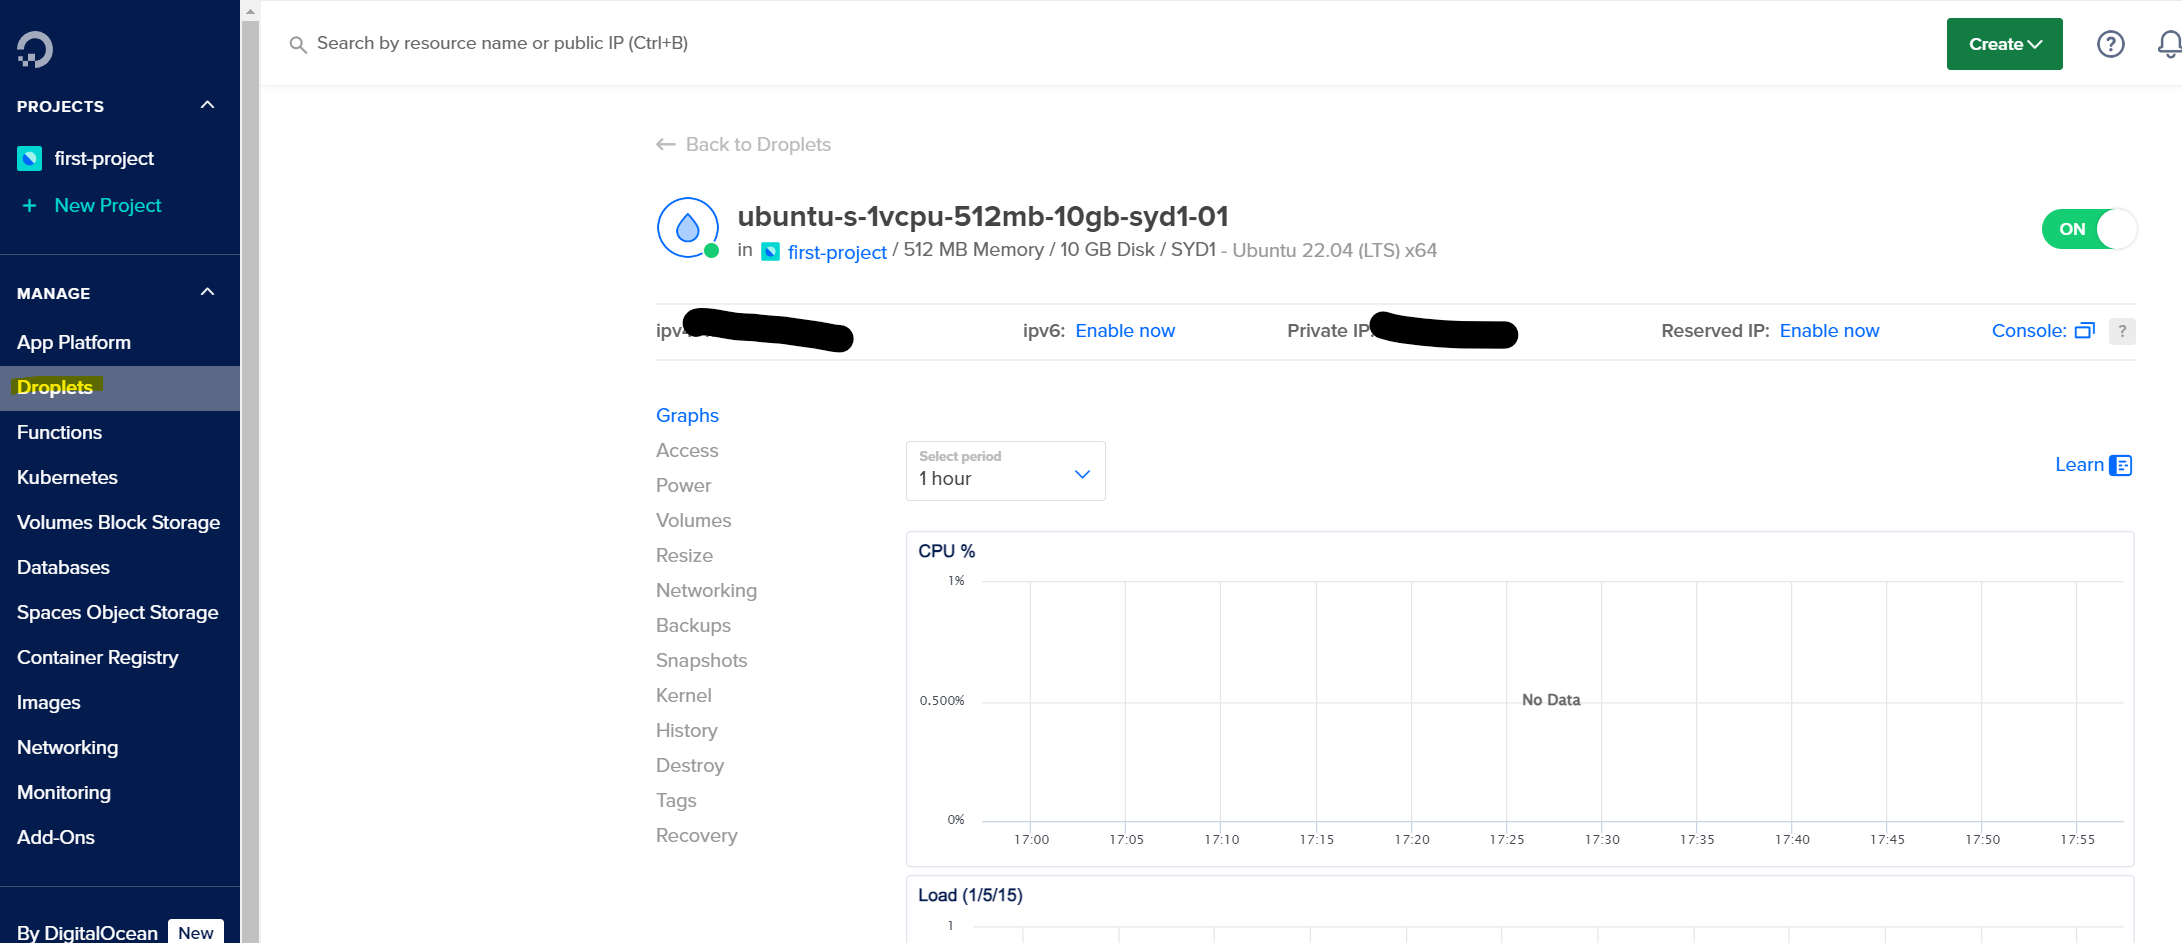 Search by resource name or public IP (Ctrl+B)
Create
?
PROJECTS
first-project
+ New Project
MANAGE
App Platform
Droplets
Functions
Kubernetes
Volumes Block Storage
Databases
Spaces Object Storage
Container Registry
Images
Networking
Monitoring
Add-Ons
By DigitalOcean New
← Back to Droplets
ubuntu-s-1vcpu-512mb-10gb-syd1-01
in first-project / 512 MB Memory / 10 GB Disk / SYD1 - Ubuntu 22.04 (LTS) x64
ON
ipv6: Enable now Private IP: Reserved IP: Enable now Console: ?
Graphs
Access
Power
Volumes
Resize
Networking
Backups
Snapshots
Kernel
History
Destroy
Tags
Recovery
Select period
1 hour
Learn
CPU %
1%
0.500%
0%
No Data
17:00 17:05 17:10 17:15 17:20 17:25 17:30 17:35 17:40 17:45 17:50 17:55
Load (1/5/15)
1